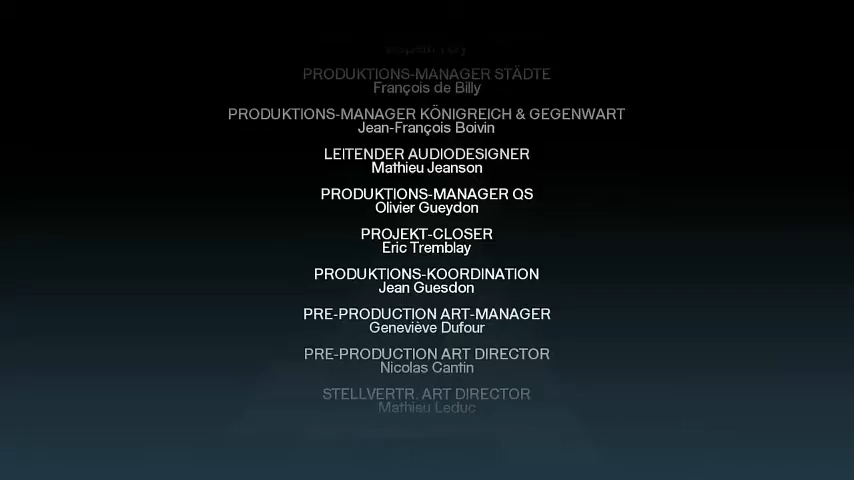 PRODUKTIONS-MANAGER STÄDTE
François de Billy
PRODUKTIONS-MANAGER KÖNIGREICH & GEGENWART
Jean-François Boivin
LEITENDER AUDIODESIGNER
Mathieu Jeanson
PRODUKTIONS-MANAGER QS
Olivier Gueydon
PROJEKT-CLOSER
Eric Tremblay
PRODUKTIONS-KOORDINATION
Jean Guesdon
PRE-PRODUCTION ART-MANAGER
Geneviève Dufour
PRE-PRODUCTION ART DIRECTOR
Nicolas Cantin
STELLVERTR. ART DIRECTOR
Mathieu Leduc